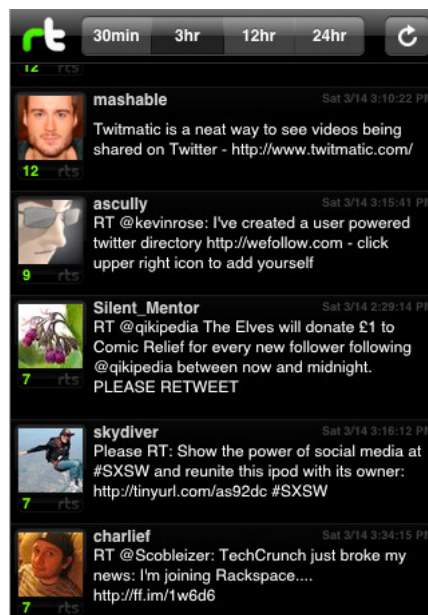 rt 30min 3hr 12hr 24hr
12 rts
mashable Sat 3/14 3:10:22 PM
Twitmatic is a neat way to see videos being
shared on Twitter - http://www.twitmatic.com/
12 rts
ascully Sat 3/14 3:15:41 PM
RT @kevinrose: I've created a user powered
twitter directory http://wefollow.com - click
upper right icon to add yourself
9 rts
Silent_Mentor Sat 3/14 2:29:14 PM
RT @qikipedia The Elves will donate £1 to
Comic Relief for every new follower following
@qikipedia between now and midnight.
PLEASE RETWEET
7 rts
skydiver Sat 3/14 3:16:12 PM
Please RT: Show the power of social media at
#SXSW and reunite this ipod with its owner:
http://tinyurl.com/as92dc #SXSW
7 rts
charlief Sat 3/14 3:34:15 PM
RT @Scobleizer: TechCrunch just broke my
news: I'm joining Rackspace....
http://ff.im/1w6d6
7 rts